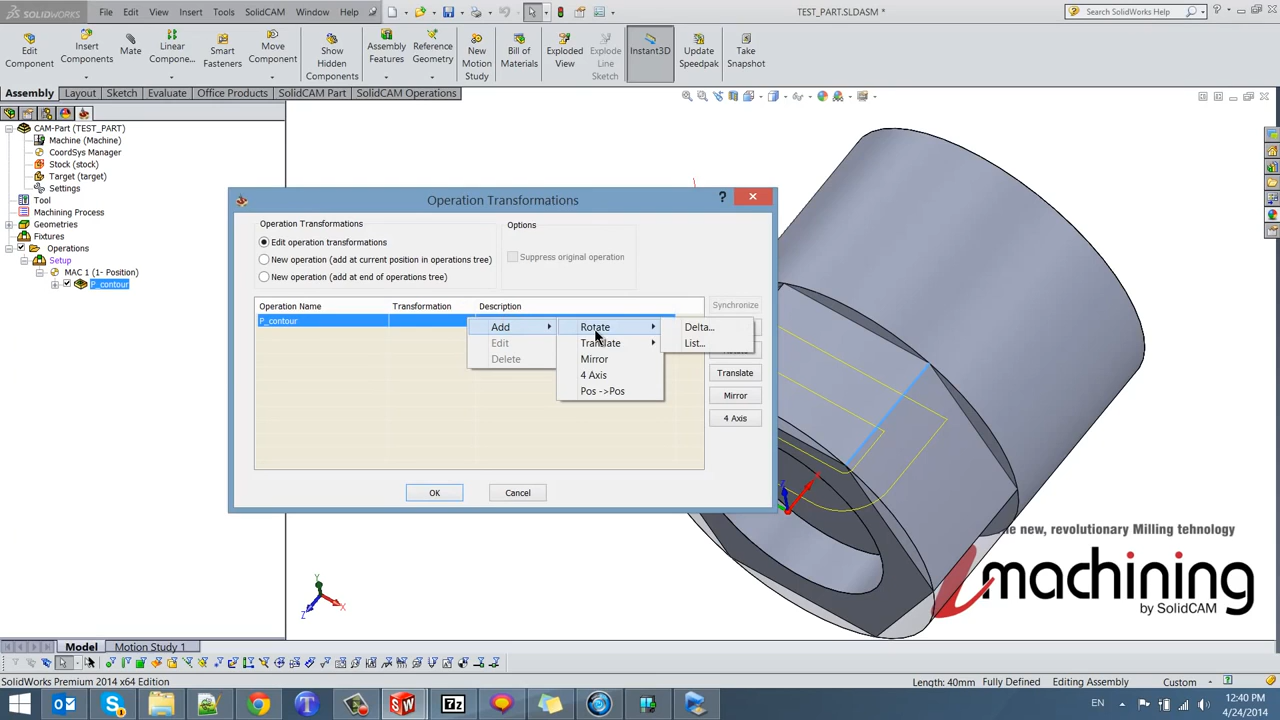 SOLIDWORKS File Edit View Insert Tools SolidCAM Window Help TEST_PART.SLDASM * Search SolidWorks Help
Edit Component
Insert Components
Mate
Linear Compone...
Smart Fasteners
Move Component
Show Hidden Components
Assembly Features
Reference Geometry
New Motion Study
Bill of Materials
Exploded View
Explode Line Sketch
Instant3D
Update Speedpak
Take Snapshot
Assembly Layout Sketch Evaluate Office Products SolidCAM Part SolidCAM Operations
CAM-Part (TEST_PART)
Machine (Machine)
CoordSys Manager
Stock (stock)
Target (target)
Settings
Tool
Machining Process
Geometries
Fixtures
Operations
Setup
MAC 1 (1- Position)
P_contour
Operation Transformations
?
Operation Transformations
Edit operation transformations
New operation (add at current position in operations tree)
New operation (add at end of operations tree)
Options
Suppress original operation
Operation Name Transformation Description
P_contour
Synchronize
Translate
Mirror
4 Axis
Add
Edit
Delete
Rotate
Translate
Mirror
4 Axis
Pos ->Pos
Delta...
List...
OK Cancel
he new, revolutionary Milling tehnology
imachining
by SolidCAM
Y
X
Z
Z
Model Motion Study 1
SolidWorks Premium 2014 x64 Edition Length: 40mm Fully Defined Editing Assembly Custom
EN 12:40 PM
4/24/2014